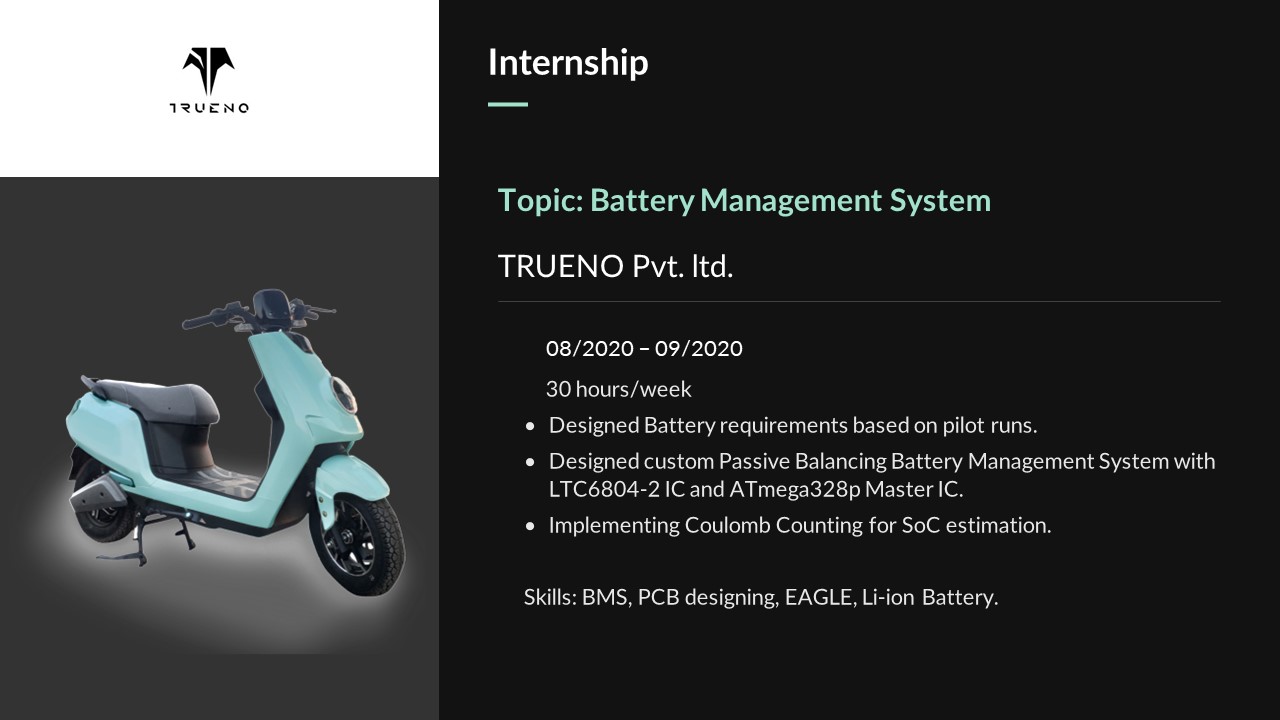 TRUENO
Internship
Topic: Battery Management System
TRUENO Pvt. ltd.
08/2020 – 09/2020
30 hours/week
• Designed Battery requirements based on pilot runs.
• Designed custom Passive Balancing Battery Management System with
LTC6804-2 IC and ATmega328p Master IC.
• Implementing Coulomb Counting for SoC estimation.
Skills: BMS, PCB designing, EAGLE, Li-ion Battery.